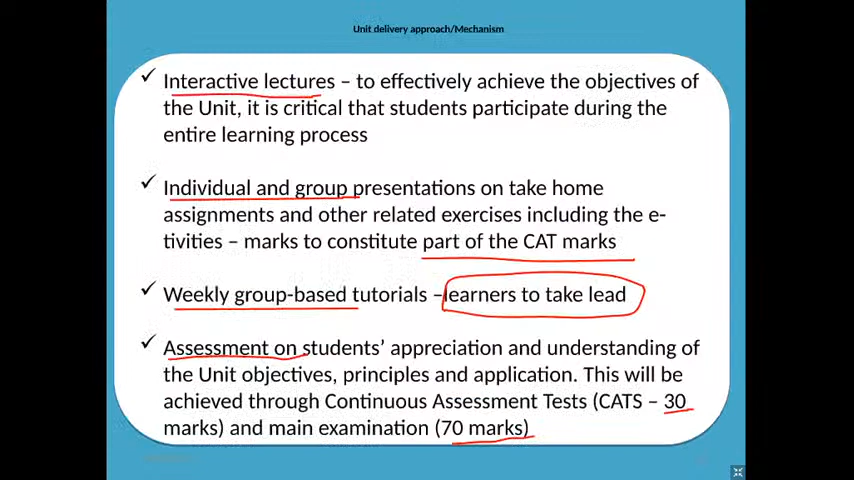 Unit delivery approach/Mechanism
✓ Interactive lectures – to effectively achieve the objectives of
the Unit, it is critical that students participate during the
entire learning process
✓ Individual and group presentations on take home
assignments and other related exercises including the e-
tivities – marks to constitute part of the CAT marks
✓ Weekly group-based tutorials –learners to take lead
✓ Assessment on students’ appreciation and understanding of
the Unit objectives, principles and application. This will be
achieved through Continuous Assessment Tests (CATS – 30
marks) and main examination (70 marks)